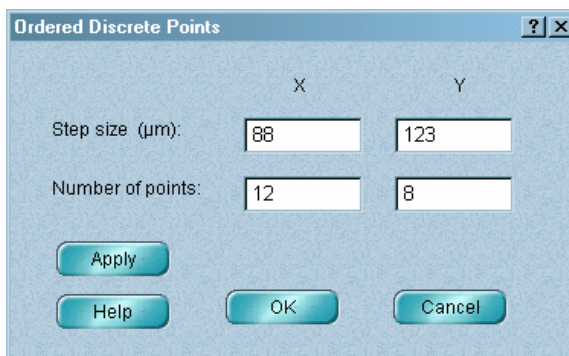 Ordered Discrete Points ? ×
X Y
Step size (µm): 88 123
Number of points: 12 8
Apply
Help OK Cancel